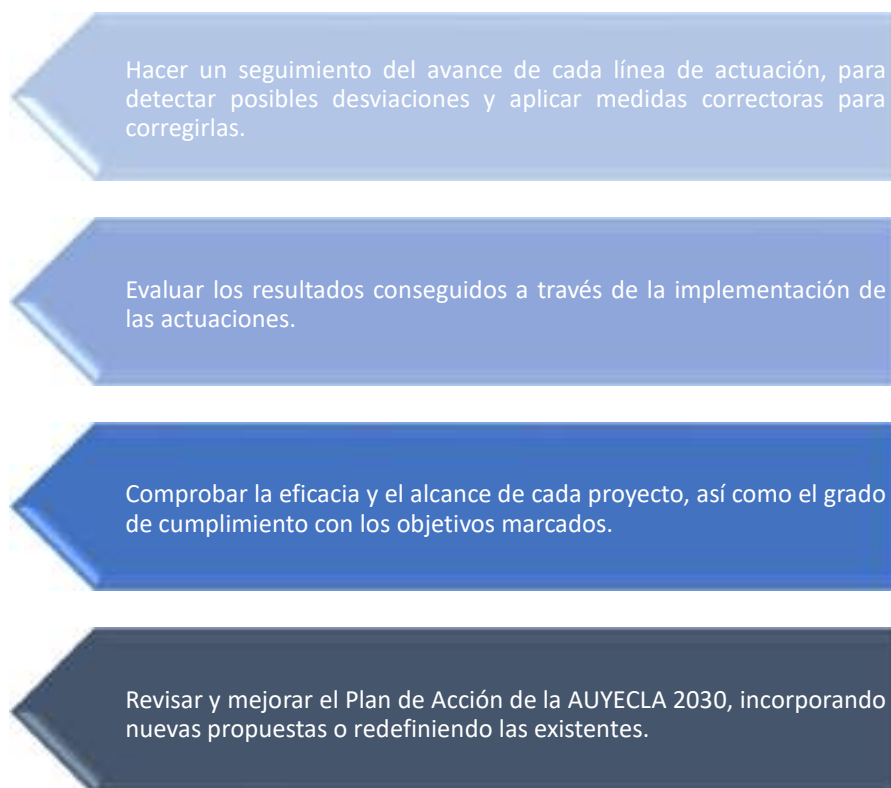 Hacer un seguimiento del avance de cada línea de actuación, para
detectar posibles desviaciones y aplicar medidas correctoras para
corregirlas.
Evaluar los resultados conseguidos a través de la implementación de
las actuaciones.
Comprobar la eficacia y el alcance de cada proyecto, así como el grado
de cumplimiento con los objetivos marcados.
Revisar y mejorar el Plan de Acción de la AUYECLA 2030, incorporando
nuevas propuestas o redefiniendo las existentes.